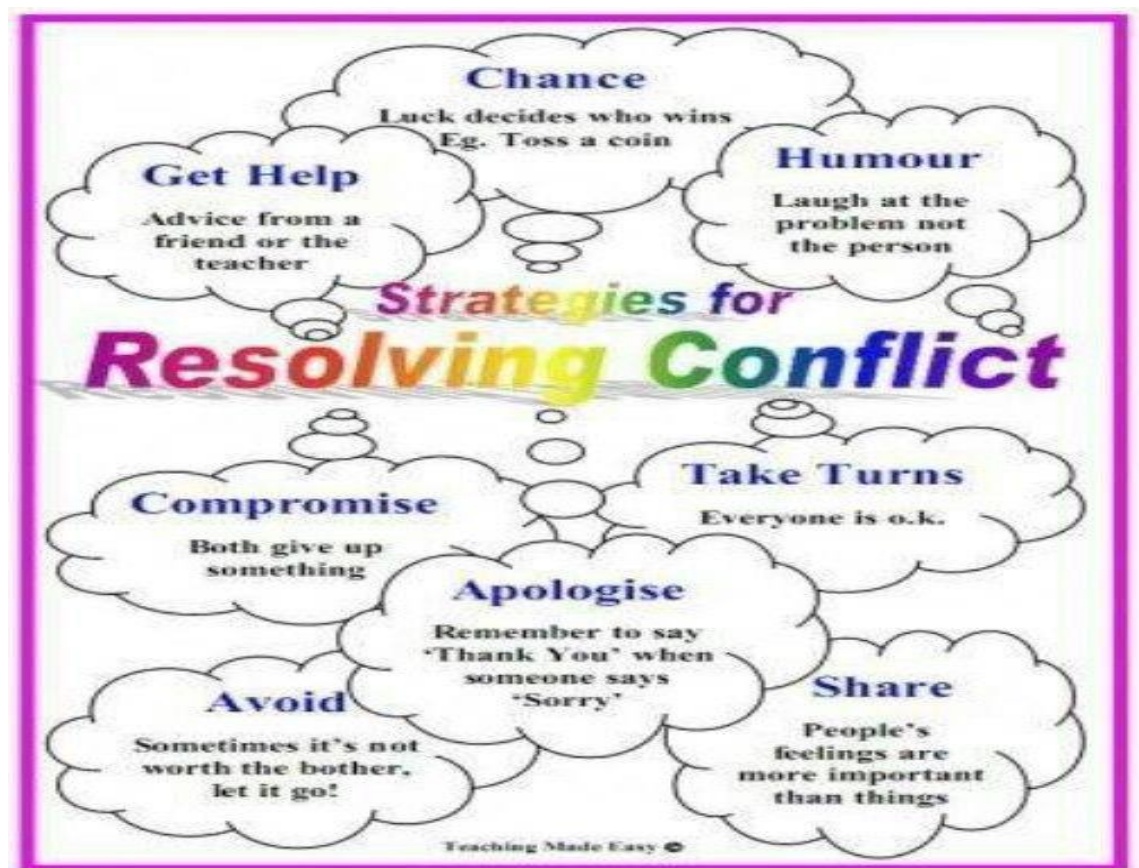 Chance
Luck decides who wins
Eg. Toss a coin
Get Help
Advice from a
friend or the
teacher
Humour
Laugh at the
problem not
the person
Strategies for
Resolving Conflict
Compromise
Both give up
something
Take Turns
Everyone is o.k.
Apologise
Remember to say
‘Thank You’ when
someone says
‘Sorry’
Avoid
Sometimes it’s not
worth the bother,
let it go!
Share
People’s
feelings are
more important
than things
Teaching Made Easy ©